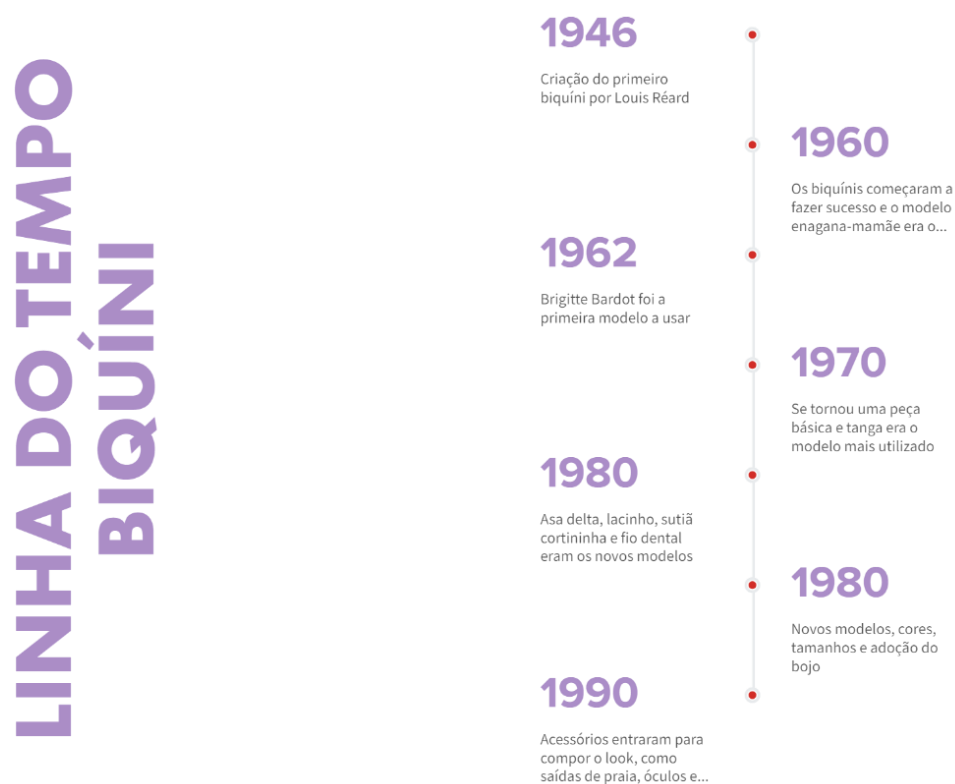 LINHA DO TEMPO
BIQUÍNI
1946
Criação do primeiro
biquíni por Louis Réard
1960
Os biquínis começaram a
fazer sucesso e o modelo
enagana-mamãe era o...
1962
Brigitte Bardot foi a
primeira modelo a usar
1970
Se tornou uma peça
básica e tanga era o
modelo mais utilizado
1980
Asa delta, lacinho, sutiã
cortininha e fio dental
eram os novos modelos
1980
Novos modelos, cores,
tamanhos e adoção do
bojo
1990
Acessórios entraram para
compor o look, como
saídas de praia, óculos e...